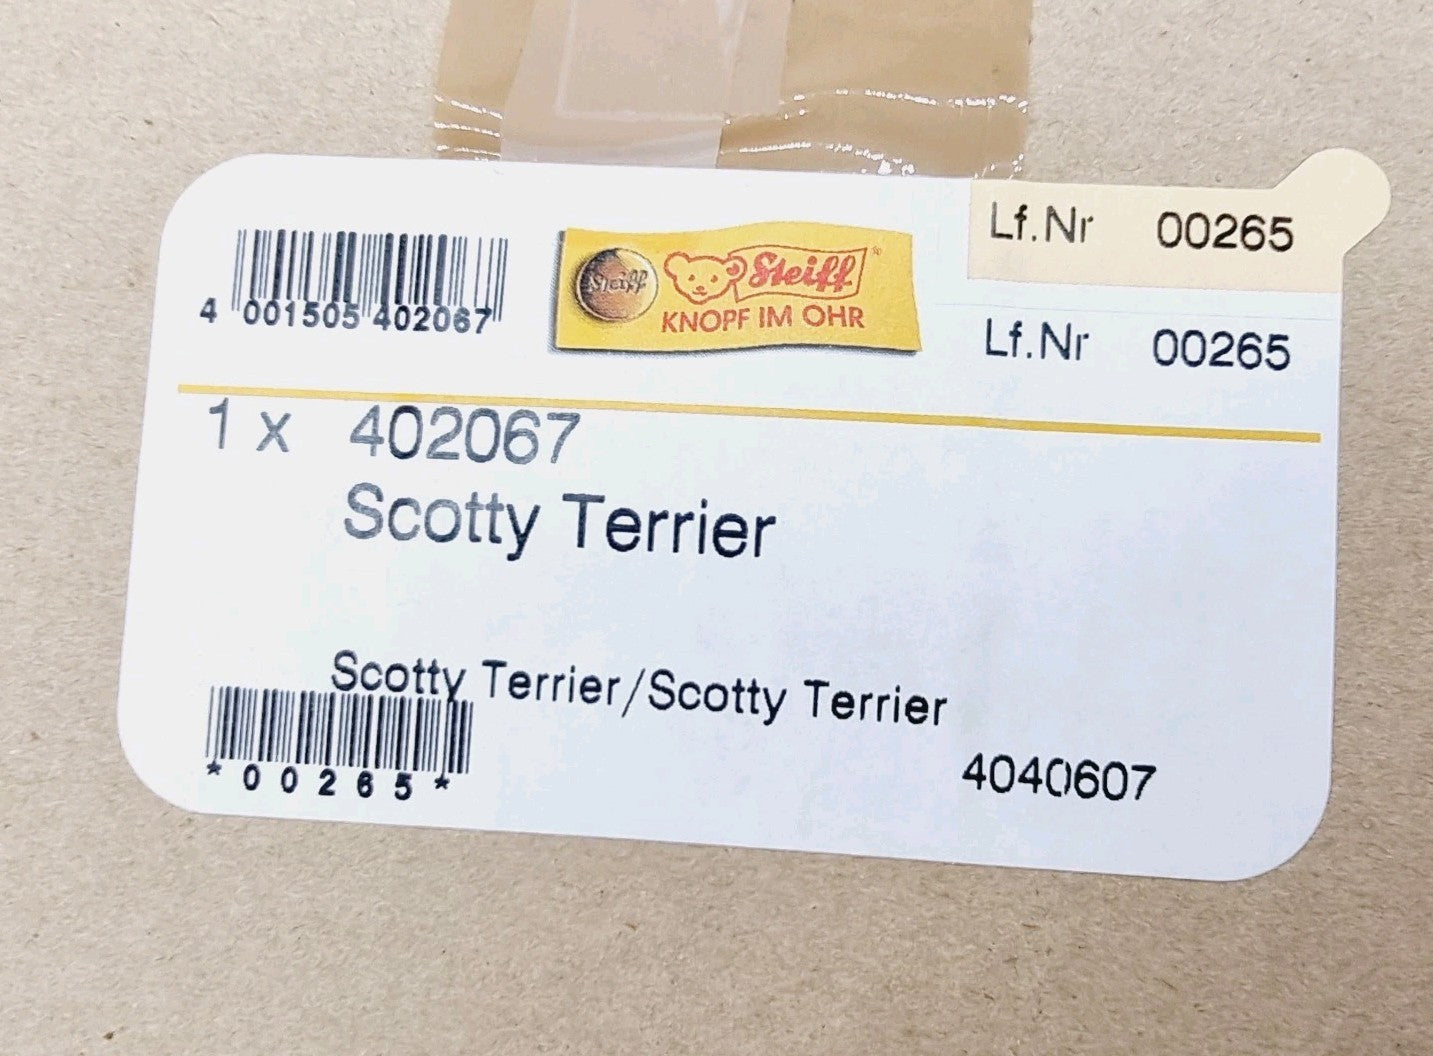 Lf.Nr 00265
4 001505 402067
Steiff
Steiff
KNOPF IM OHR
Lf.Nr 00265
1 x 402067
Scotty Terrier
Scotty Terrier/Scotty Terrier
*00265*
4040607